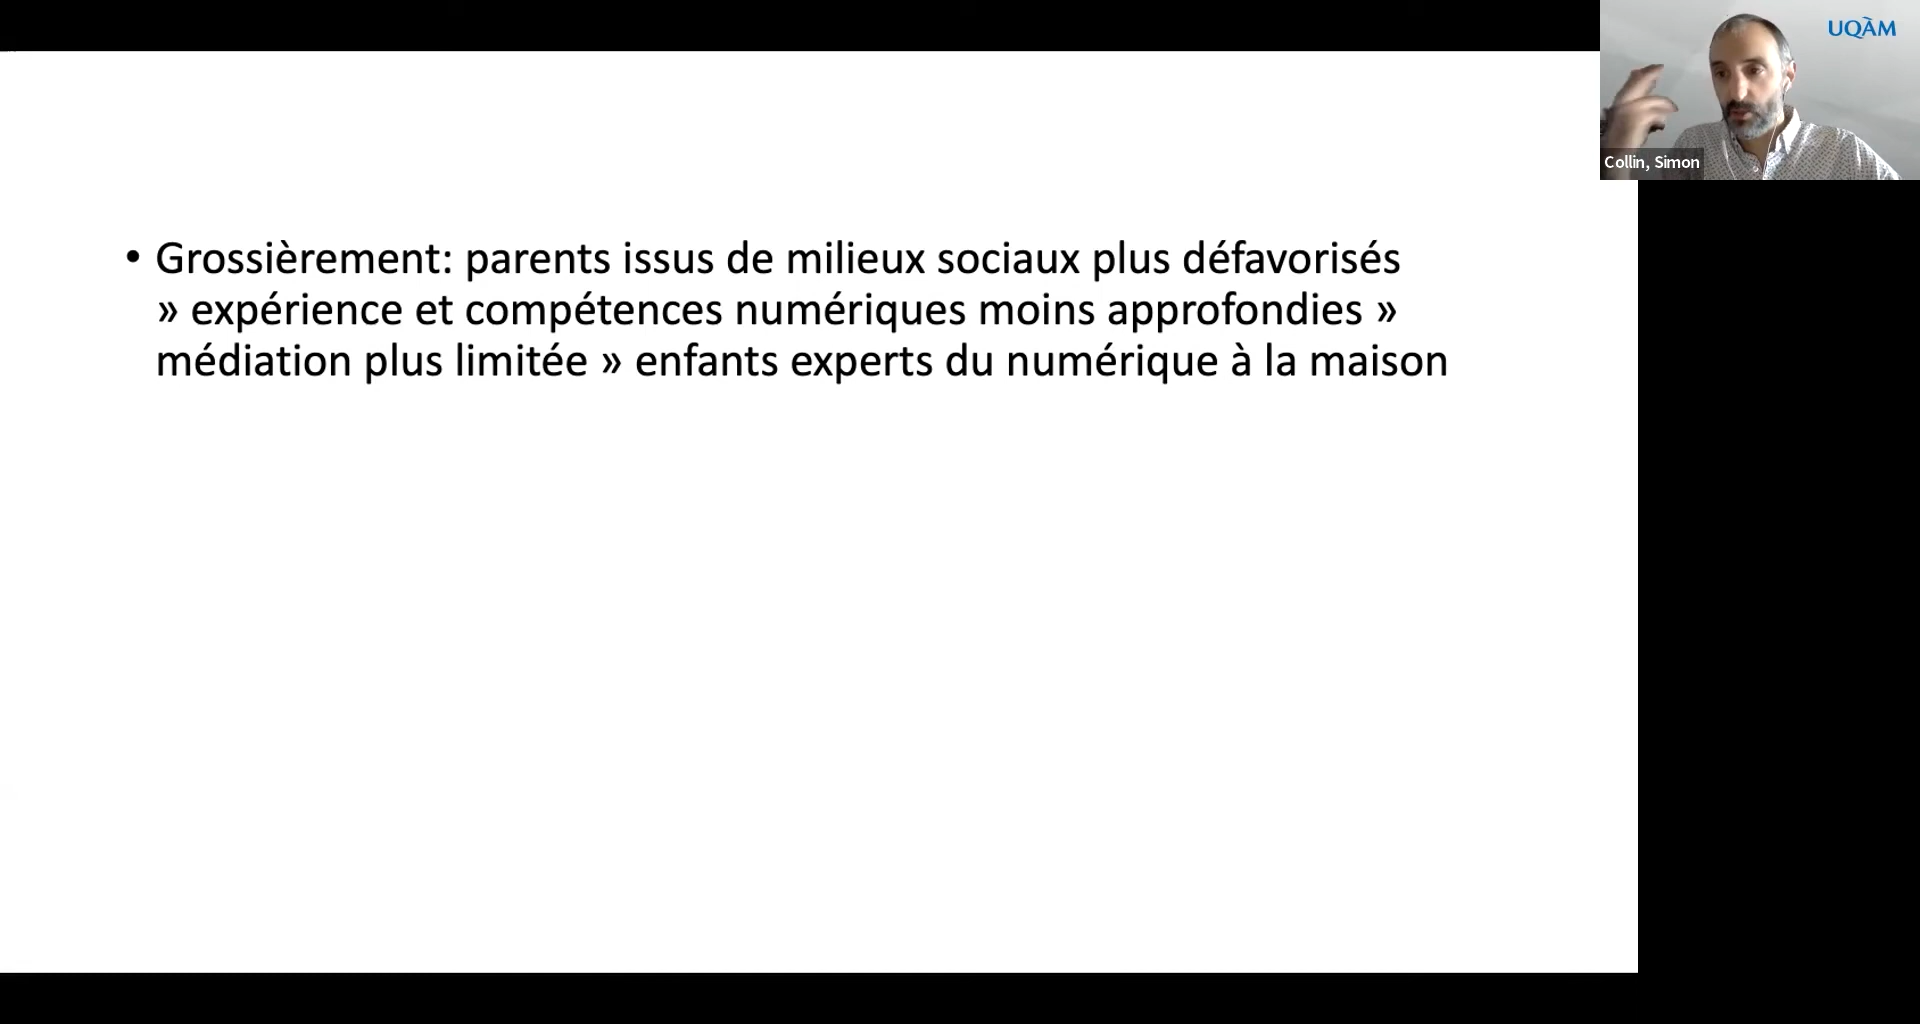 UQÀM
Collin, Simon
• Grossièrement: parents issus de milieux sociaux plus défavorisés
» expérience et compétences numériques moins approfondies »
médiation plus limitée » enfants experts du numérique à la maison